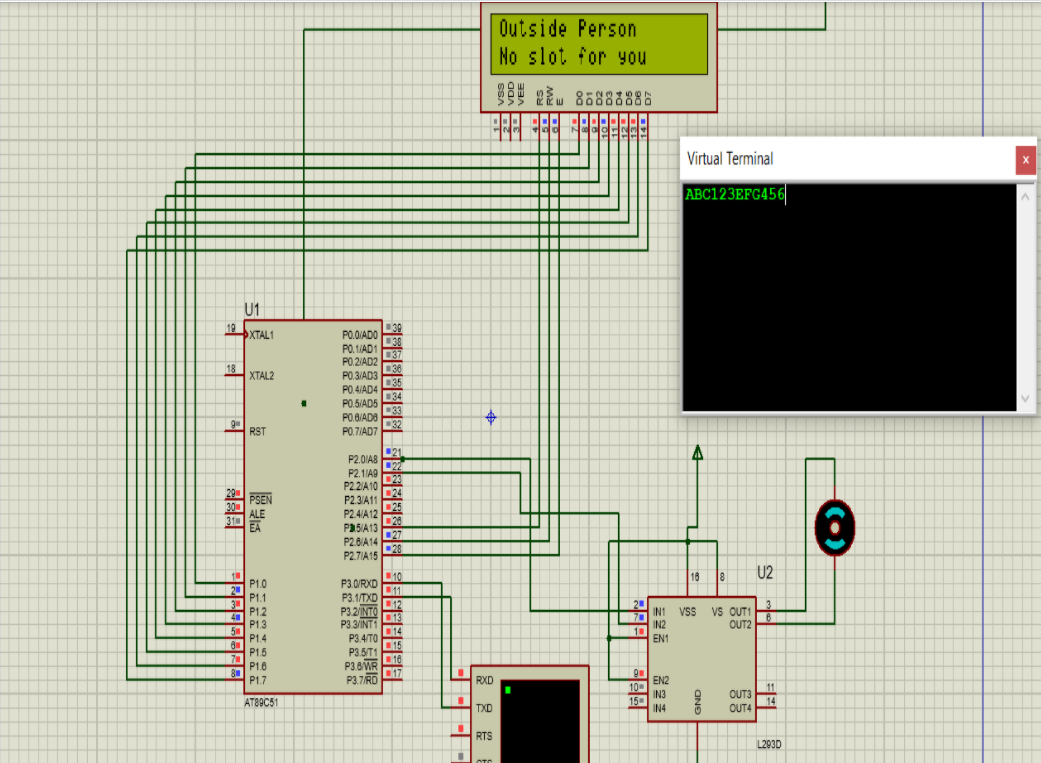 Outside Person
No slot for you
VSS
VDD
VEE
RS
RW
E
D0
D1
D2
D3
D4
D5
D6
D7
1
2
3
4
5
6
7
8
9
10
11
12
13
14
Virtual Terminal
x
ABC123EFG456
U1
19 XTAL1
18 XTAL2
9 RST
29 PSEN
30 ALE
31 EA
1 P1.0
2 P1.1
3 P1.2
4 P1.3
5 P1.4
6 P1.5
7 P1.6
8 P1.7
P0.0/AD0 39
P0.1/AD1 38
P0.2/AD2 37
P0.3/AD3 36
P0.4/AD4 35
P0.5/AD5 34
P0.6/AD6 33
P0.7/AD7 32
P2.0/A8 21
P2.1/A9 22
P2.2/A10 23
P2.3/A11 24
P2.4/A12 25
P2.5/A13 26
P2.6/A14 27
P2.7/A15 28
P3.0/RXD 10
P3.1/TXD 11
P3.2/INT0 12
P3.3/INT1 13
P3.4/T0 14
P3.5/T1 15
P3.6/WR 16
P3.7/RD 17
AT89C51
RXD
TXD
RTS
CTS
U2
16
8
2 IN1
7 IN2
1 EN1
9 EN2
10 IN3
15 IN4
VSS
VS
GND
OUT1 3
OUT2 6
OUT3 11
OUT4 14
L293D